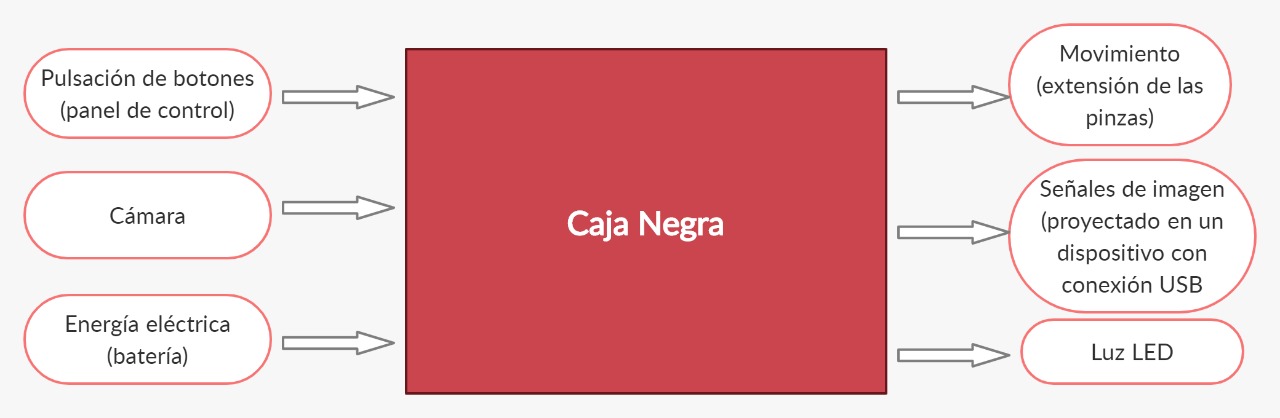 Pulsación de botones
(panel de control)
Cámara
Energía eléctrica
(batería)
Caja Negra
Movimiento
(extensión de las
pinzas)
Señales de imagen
(proyectado en un
dispositivo con
conexión USB
Luz LED